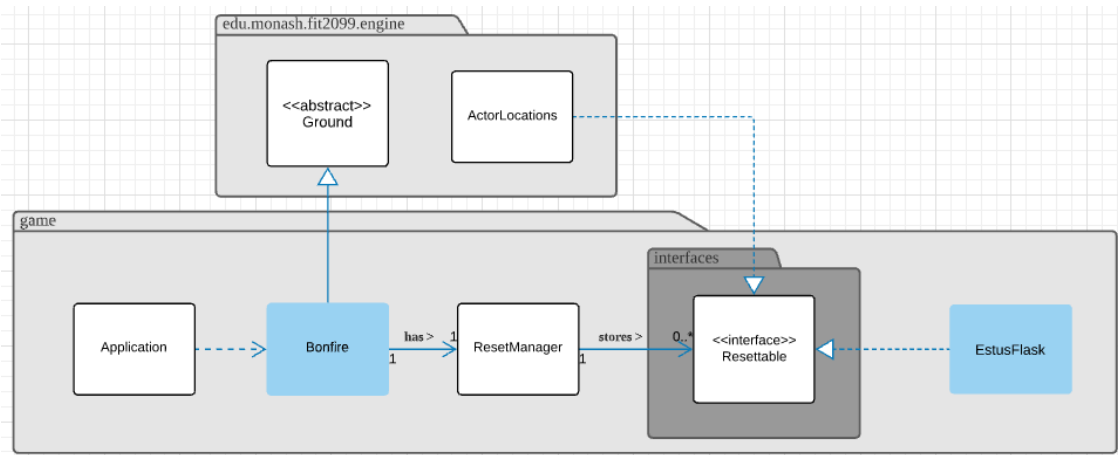 edu.monash.fit2099.engine
<<abstract>>
Ground
ActorLocations
game
interfaces
Application
Bonfire
has >
1
1
ResetManager
stores >
1
0..*
<<interface>>
Resettable
EstusFlask